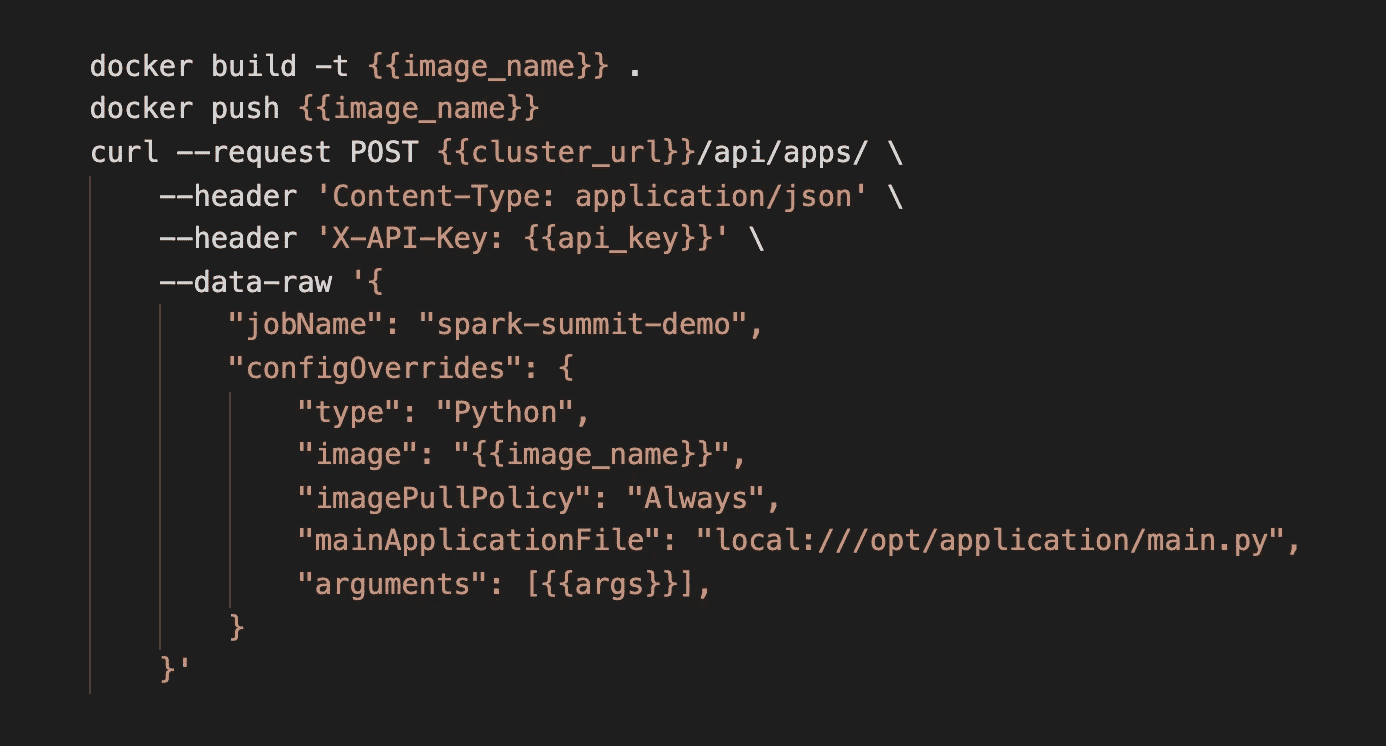 docker build -t {{image_name}} .
docker push {{image_name}}
curl --request POST {{cluster_url}}/api/apps/ \
    --header 'Content-Type: application/json' \
    --header 'X-API-Key: {{api_key}}' \
    --data-raw '{
        "jobName": "spark-summit-demo",
        "configOverrides": {
            "type": "Python",
            "image": "{{image_name}}",
            "imagePullPolicy": "Always",
            "mainApplicationFile": "local:///opt/application/main.py",
            "arguments": [{{args}}],
        }
    }'